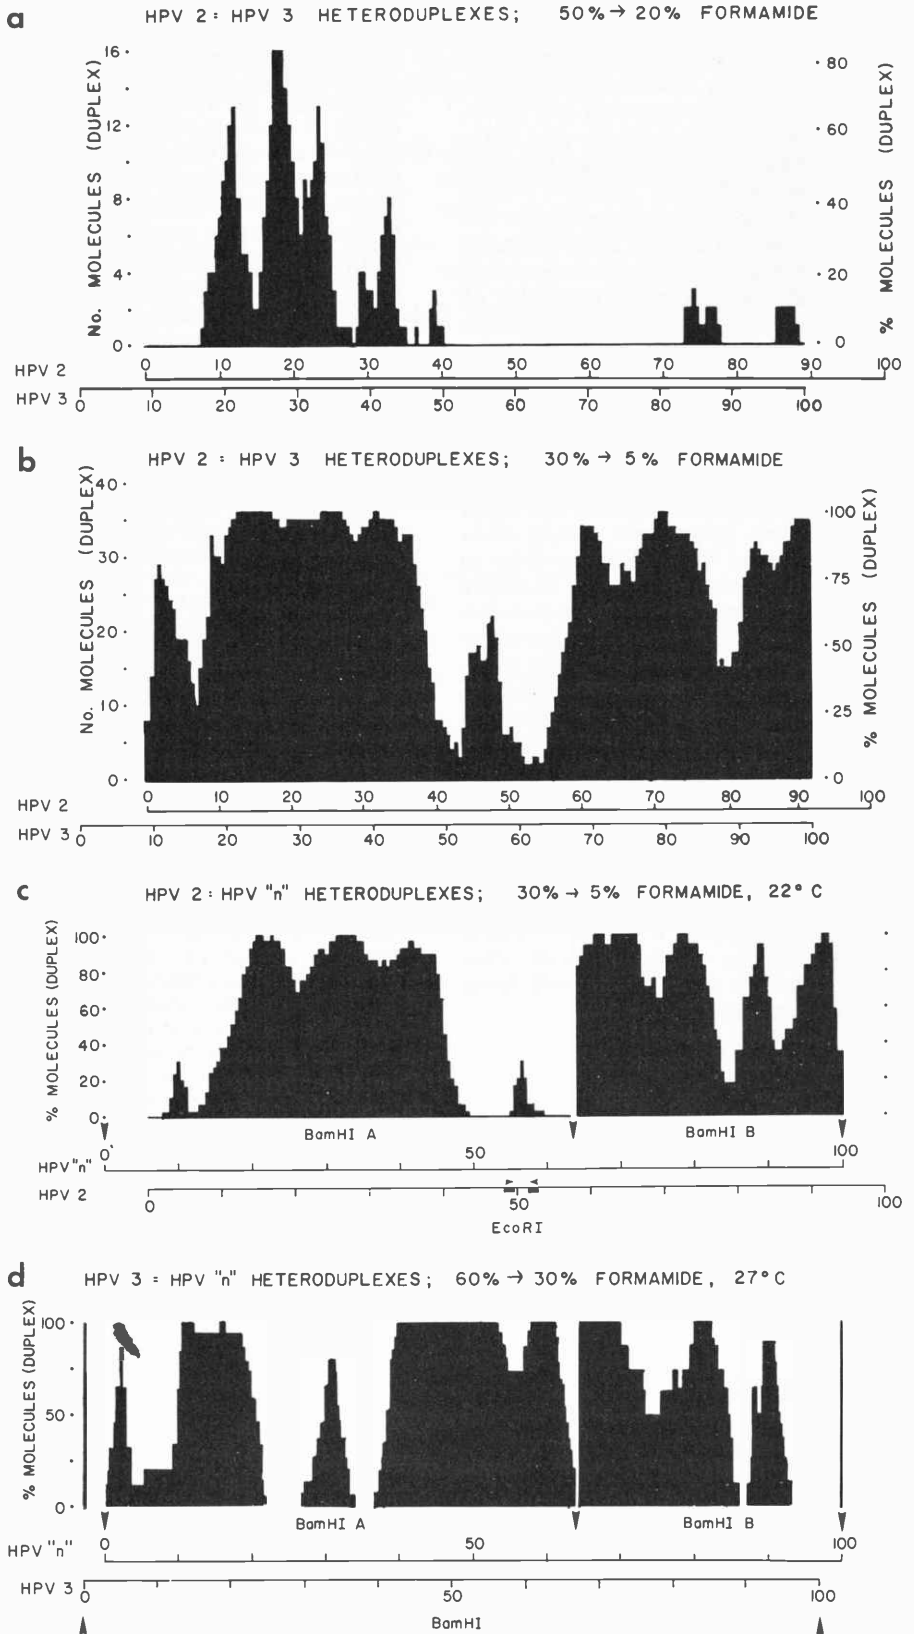 a HPV 2 : HPV 3 HETERODUPLEXES; 50% → 20% FORMAMIDE
No. MOLECULES (DUPLEX)
16
12
8
4
0
% MOLECULES (DUPLEX)
80
60
40
20
0
HPV 2 0 10 20 30 40 50 60 70 80 90 100
HPV 3 0 10 20 30 40 50 60 70 80 90 100
b HPV 2 : HPV 3 HETERODUPLEXES; 30% → 5% FORMAMIDE
No. MOLECULES (DUPLEX)
40
30
20
10
0
% MOLECULES (DUPLEX)
100
75
50
25
0
HPV 2 0 10 20 30 40 50 60 70 80 90 100
HPV 3 0 10 20 30 40 50 60 70 80 90 100
c HPV 2 : HPV "n" HETERODUPLEXES; 30% → 5% FORMAMIDE, 22° C
% MOLECULES (DUPLEX)
100
80
60
40
20
0
BamHI A BamHI B
HPV "n" 0 50 100
HPV 2 0 50 100
EcoRI
d HPV 3 : HPV "n" HETERODUPLEXES; 60% → 30% FORMAMIDE, 27°C
% MOLECULES (DUPLEX)
100
50
0
BamHI A BamHI B
HPV "n" 0 50 100
HPV 3 0 50 100
BamHI